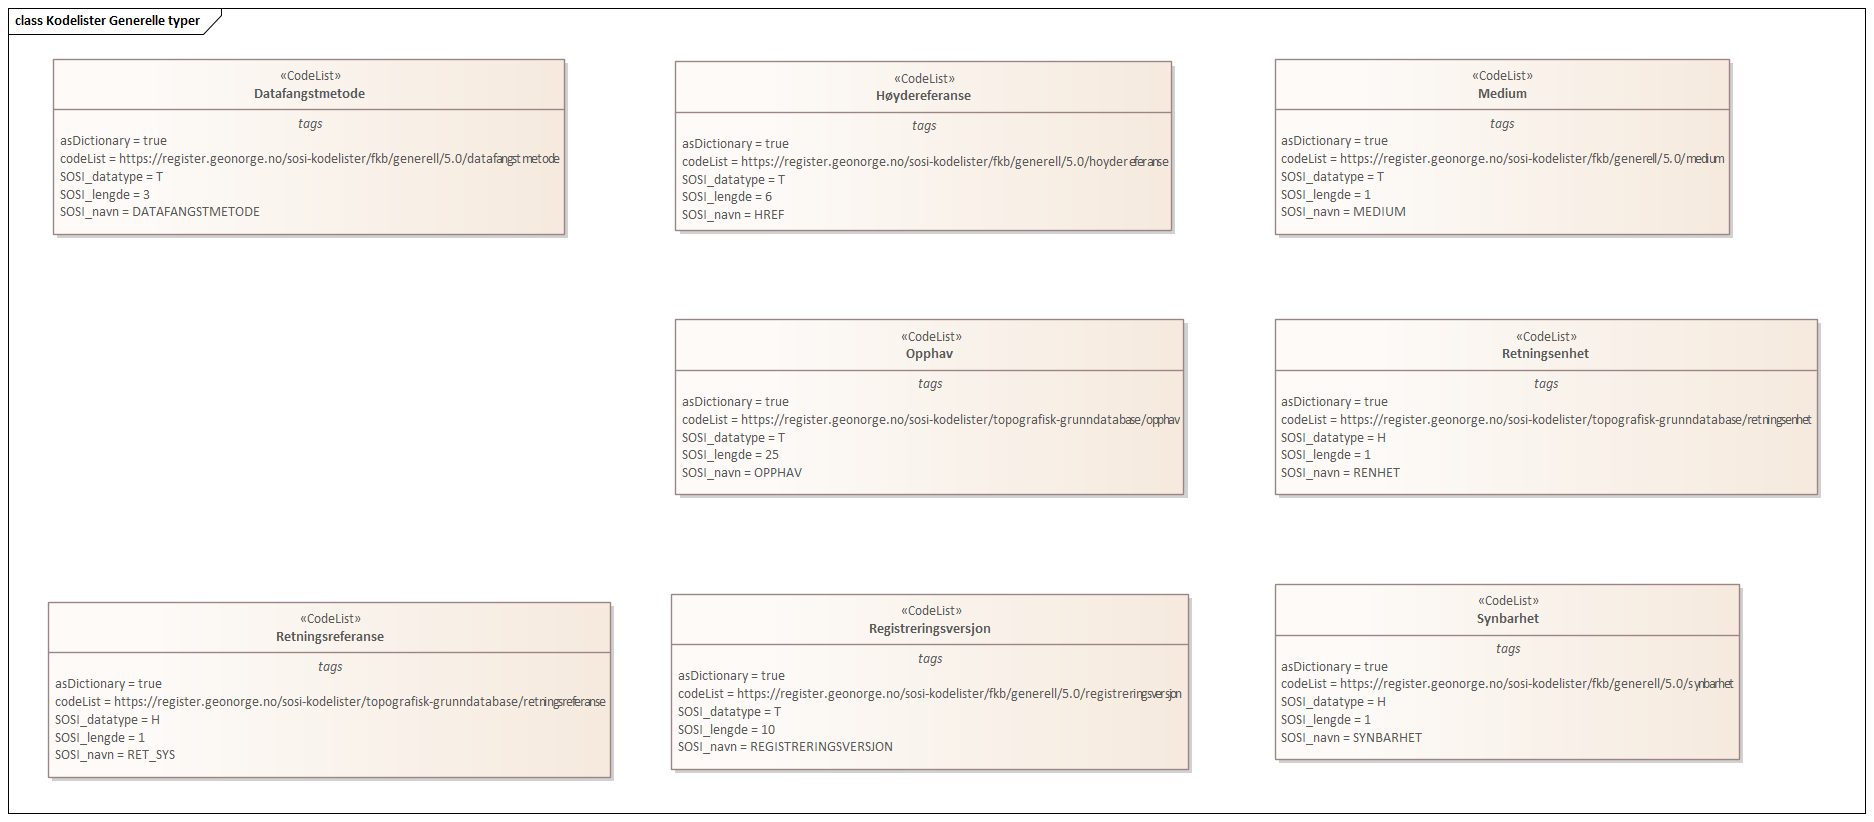 class Kodelister Generelle typer
«CodeList»
Datafangstmetode
tags
asDictionary = true
codeList = https://register.geonorge.no/sosi-kodelister/fkb/generell/5.0/datafangstmetode
SOSI_datatype = T
SOSI_lengde = 3
SOSI_navn = DATAFANGSTMETODE
«CodeList»
Høydereferanse
tags
asDictionary = true
codeList = https://register.geonorge.no/sosi-kodelister/fkb/generell/5.0/hoydereferanse
SOSI_datatype = T
SOSI_lengde = 6
SOSI_navn = HREF
«CodeList»
Medium
tags
asDictionary = true
codeList = https://register.geonorge.no/sosi-kodelister/fkb/generell/5.0/medium
SOSI_datatype = T
SOSI_lengde = 1
SOSI_navn = MEDIUM
«CodeList»
Opphav
tags
asDictionary = true
codeList = https://register.geonorge.no/sosi-kodelister/topografisk-grunndatabase/opphav
SOSI_datatype = T
SOSI_lengde = 25
SOSI_navn = OPPHAV
«CodeList»
Retningsenhet
tags
asDictionary = true
codeList = https://register.geonorge.no/sosi-kodelister/topografisk-grunndatabase/retningsenhet
SOSI_datatype = H
SOSI_lengde = 1
SOSI_navn = RENHET
«CodeList»
Retningsreferanse
tags
asDictionary = true
codeList = https://register.geonorge.no/sosi-kodelister/topografisk-grunndatabase/retningsreferanse
SOSI_datatype = H
SOSI_lengde = 1
SOSI_navn = RET_SYS
«CodeList»
Registreringsversjon
tags
asDictionary = true
codeList = https://register.geonorge.no/sosi-kodelister/fkb/generell/5.0/registreringsversjon
SOSI_datatype = T
SOSI_lengde = 10
SOSI_navn = REGISTRERINGSVERSJON
«CodeList»
Synbarhet
tags
asDictionary = true
codeList = https://register.geonorge.no/sosi-kodelister/fkb/generell/5.0/synbarhet
SOSI_datatype = H
SOSI_lengde = 1
SOSI_navn = SYNBARHET